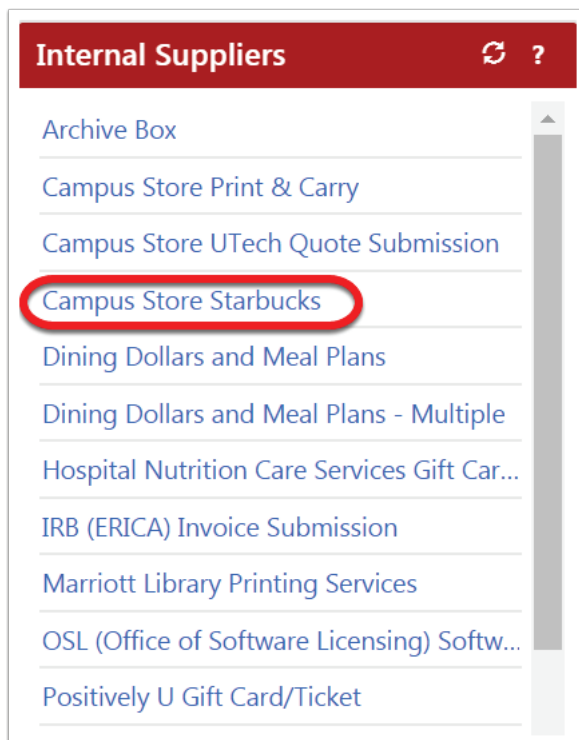 Internal Suppliers ?
Archive Box
Campus Store Print & Carry
Campus Store UTech Quote Submission
Campus Store Starbucks
Dining Dollars and Meal Plans
Dining Dollars and Meal Plans - Multiple
Hospital Nutrition Care Services Gift Car...
IRB (ERICA) Invoice Submission
Marriott Library Printing Services
OSL (Office of Software Licensing) Softw...
Positively U Gift Card/Ticket